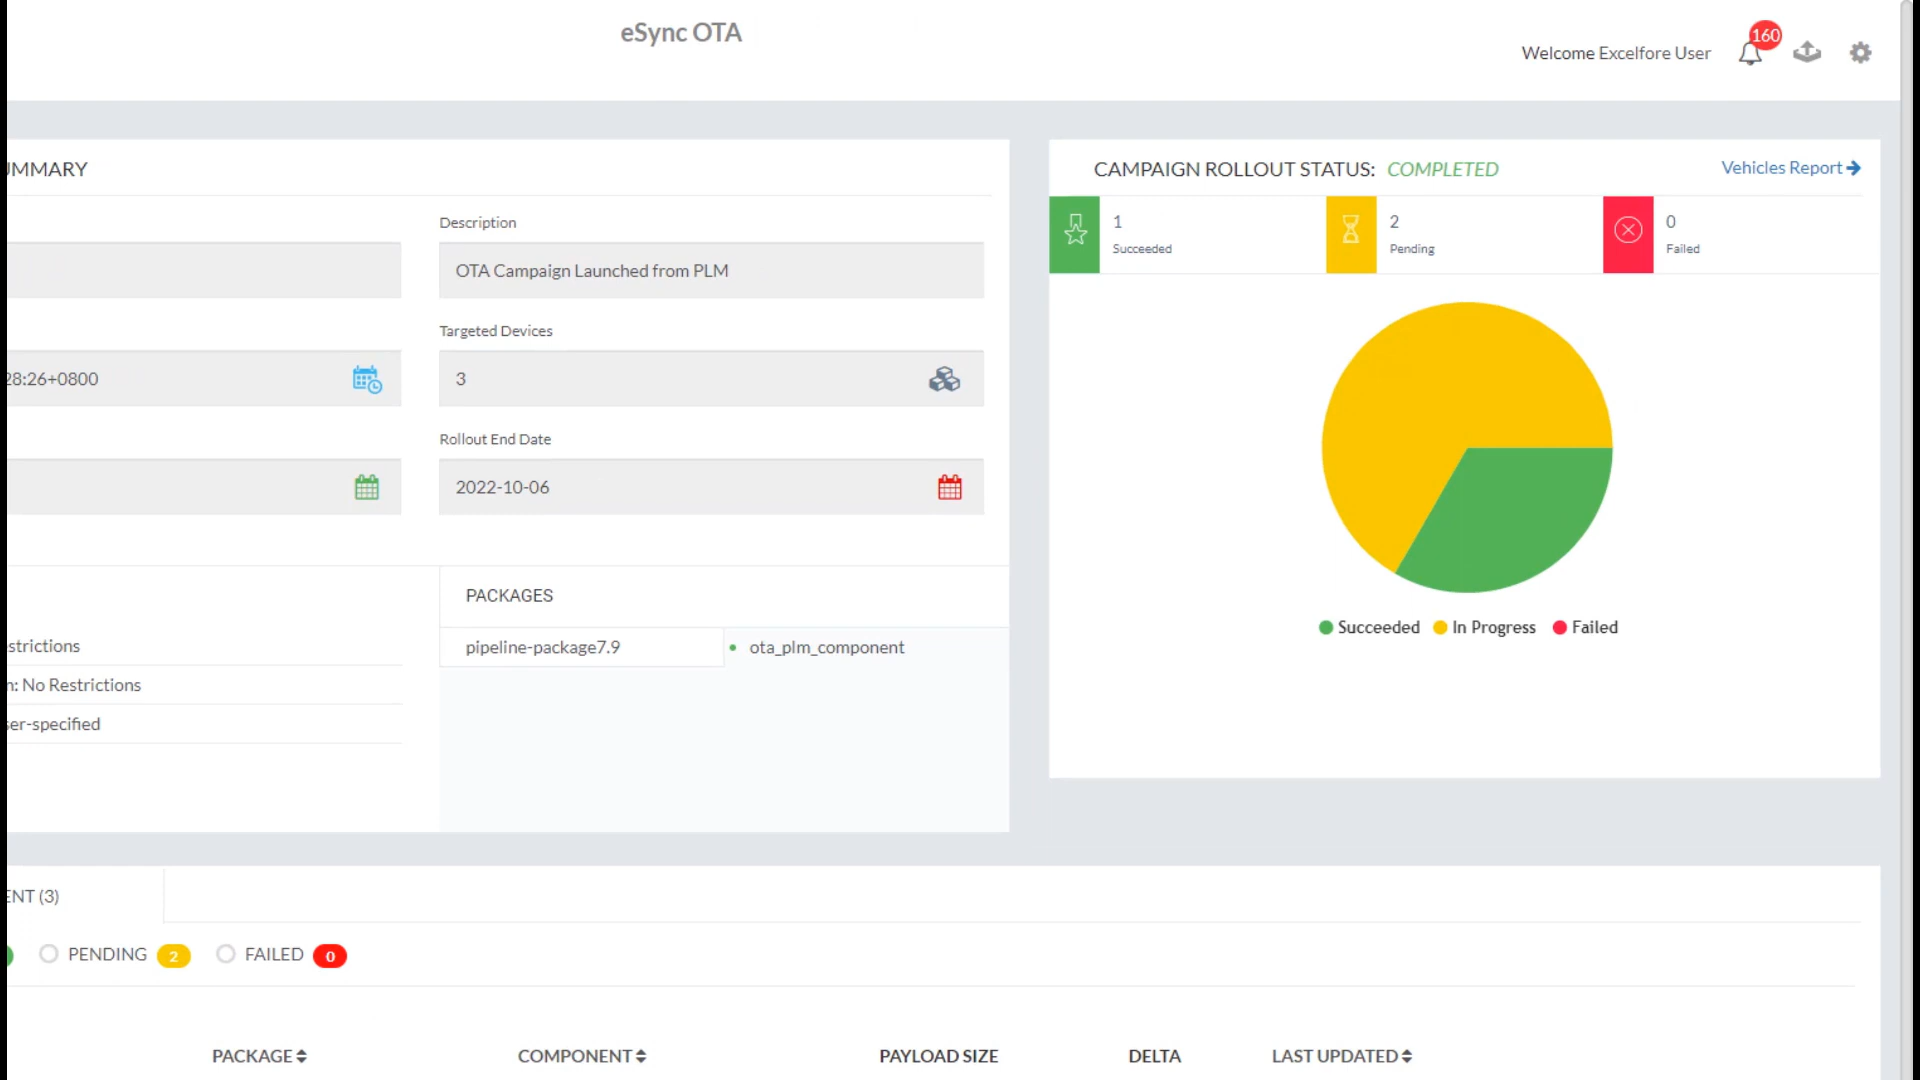 eSync OTA
Welcome Excelfore User
160
UMMARY
Description
OTA Campaign Launched from PLM
Targeted Devices
28:26+0800
3
Rollout End Date
2022-10-06
PACKAGES
strictions
pipeline-package7.9
ota_plm_component
n: No Restrictions
ser-specified
CAMPAIGN ROLLOUT STATUS: COMPLETED
Vehicles Report
1
Succeeded
2
Pending
0
Failed
Succeeded In Progress Failed
ENT (3)
PENDING 2 FAILED 0
PACKAGE COMPONENT PAYLOAD SIZE DELTA LAST UPDATED